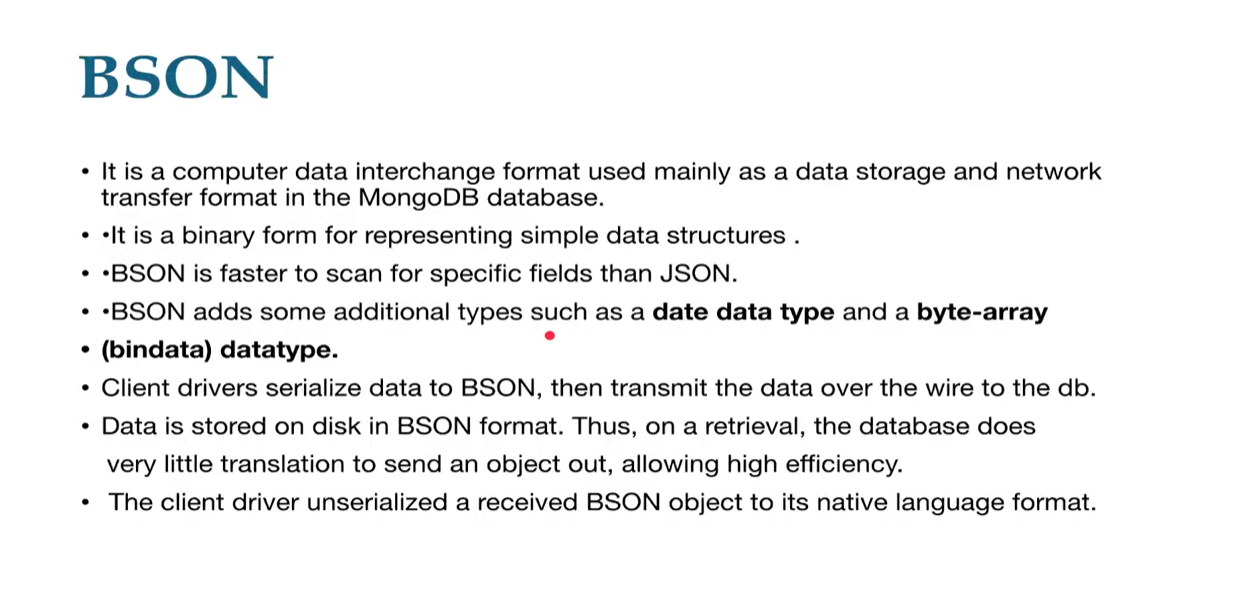 BSON
• It is a computer data interchange format used mainly as a data storage and network
transfer format in the MongoDB database.
• •It is a binary form for representing simple data structures .
• •BSON is faster to scan for specific fields than JSON.
• •BSON adds some additional types such as a date data type and a byte-array
• (bindata) datatype.
• Client drivers serialize data to BSON, then transmit the data over the wire to the db.
• Data is stored on disk in BSON format. Thus, on a retrieval, the database does
very little translation to send an object out, allowing high efficiency.
• The client driver unserialized a received BSON object to its native language format.